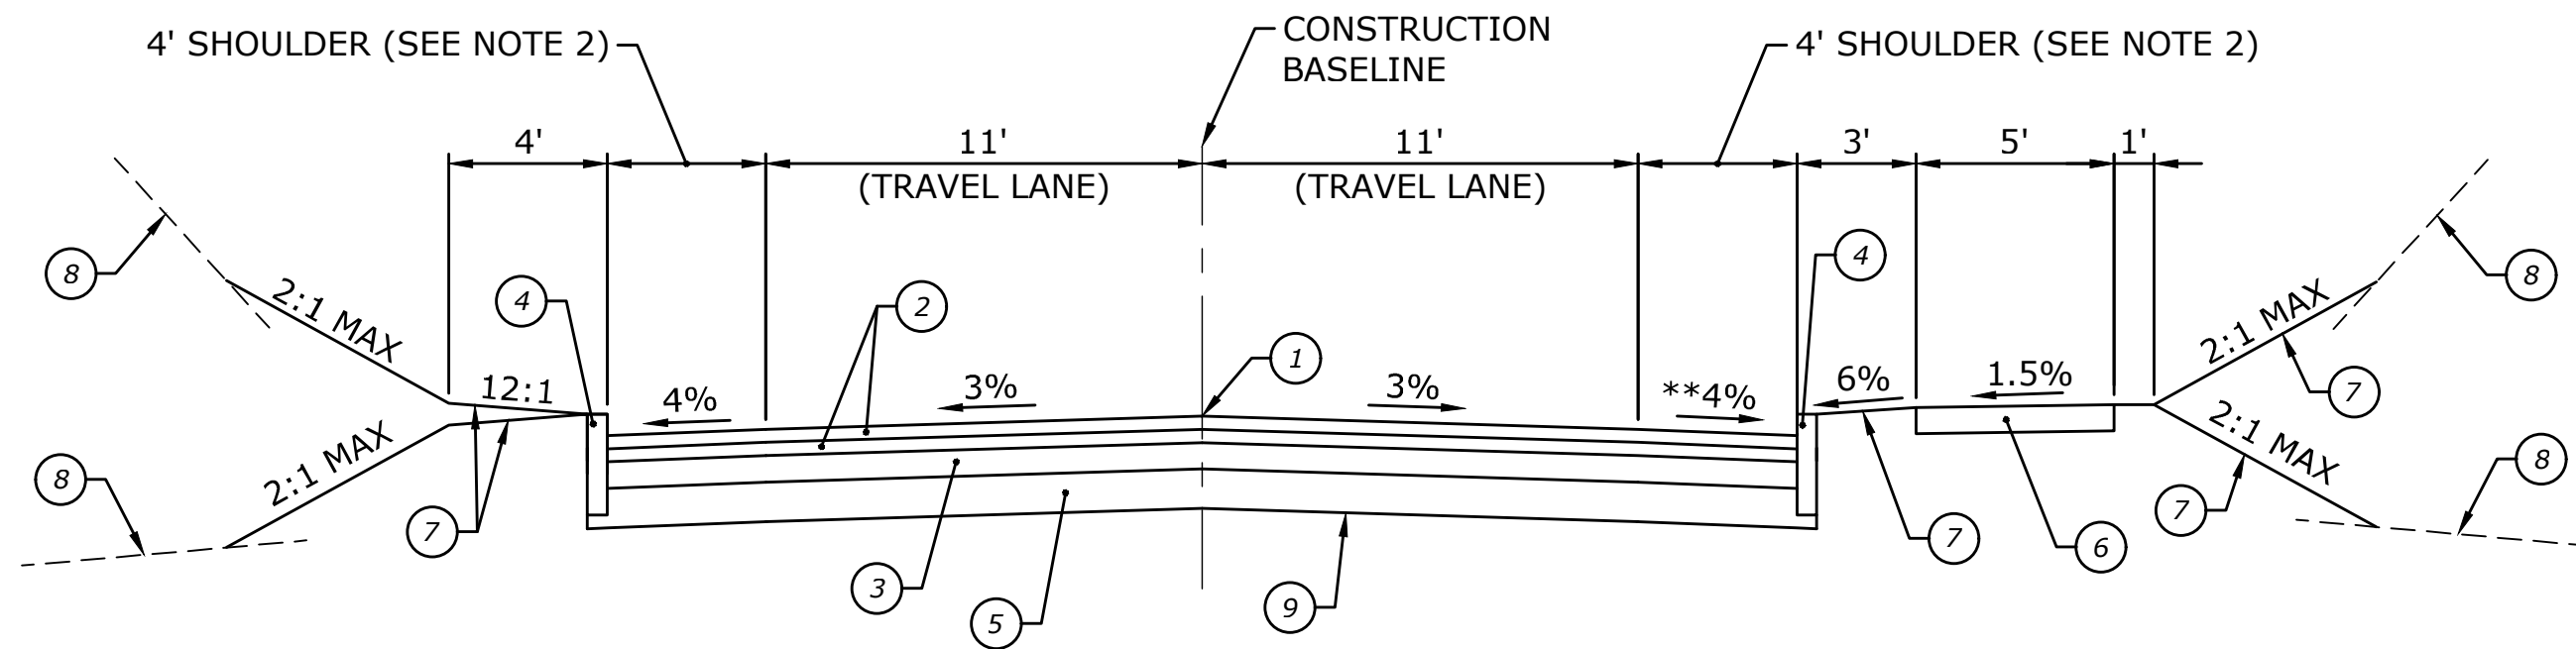 4' SHOULDER (SEE NOTE 2)
CONSTRUCTION
BASELINE
4' SHOULDER (SEE NOTE 2)
4'
11'
11'
3'
5'
1'
(TRAVEL LANE)
(TRAVEL LANE)
8
4
2
1
4
8
2:1 MAX
12:1
4%
3%
3%
**4%
6%
1.5%
2:1 MAX
7
2:1 MAX
2:1 MAX
8
7
3
5
9
7
6
7
8